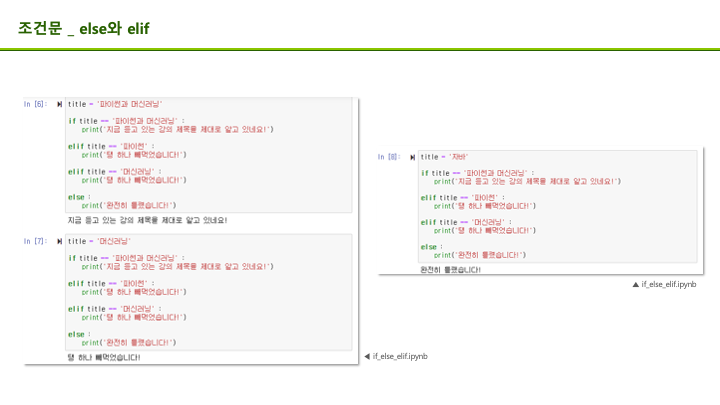 조건문 _ else와 elif
In [6]:
title = '파이썬과 머신러닝'
if title == '파이썬과 머신러닝' :
print('지금 듣고 있는 강의 제목을 제대로 알고 있네요!')
elif title == '파이썬' :
print('땡 하나 빼먹었습니다!')
elif title == '머신러닝' :
print('땡 하나 빼먹었습니다!')
else :
print('완전히 틀렸습니다!')
지금 듣고 있는 강의 제목을 제대로 알고 있네요!
In [7]:
title = '머신러닝'
if title == '파이썬과 머신러닝' :
print('지금 듣고 있는 강의 제목을 제대로 알고 있네요!')
elif title == '파이썬' :
print('땡 하나 빼먹었습니다!')
elif title == '머신러닝' :
print('땡 하나 빼먹었습니다!')
else :
print('완전히 틀렸습니다!')
땡 하나 빼먹었습니다!
◀ if_else_elif.ipynb
In [8]:
title = '자바'
if title == '파이썬과 머신러닝' :
print('지금 듣고 있는 강의 제목을 제대로 알고 있네요!')
elif title == '파이썬' :
print('땡 하나 빼먹었습니다!')
elif title == '머신러닝' :
print('땡 하나 빼먹었습니다!')
else :
print('완전히 틀렸습니다!')
완전히 틀렸습니다!
▲ if_else_elif.ipynb